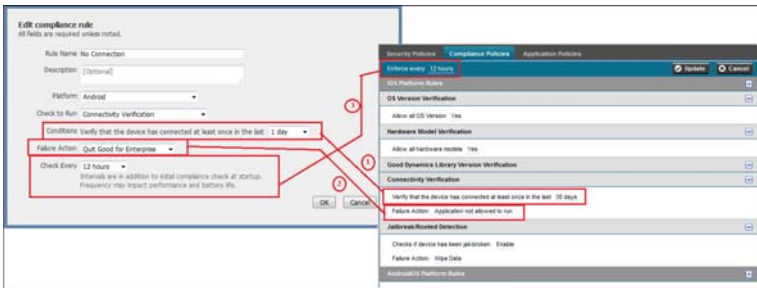 Edit compliance rule
All fields are required unless noted.
Rule Name No Connection
Description [Optional]
Platform Android
Check to Run Connectivity Verification
Conditions Verify that the device has connected at least once in the last 1 day
Failure Action Quit Good for Enterprise
Check Every 12 hours
Intervals are in addition to initial compliance check at startup.
Frequency may impact performance and battery life.
OK Cancel
3
1
2
Security Policies Compliance Policies Application Policies
Enforce every 12 hours Update Cancel
iOS Platform Rules
OS Version Verification
Allow all OS Version Yes
Hardware Model Verification
Allow all hardware models Yes
Good Dynamics Library Version Verification
Connectivity Verification
Verify that the device has connected at least once in the last 30 days
Failure Action Application not allowed to run
Jailbreak/Rooted Detection
Checks if device has been jailbroken. Enable
Failure Action Wipe Data
AndroidOS Platform Rules